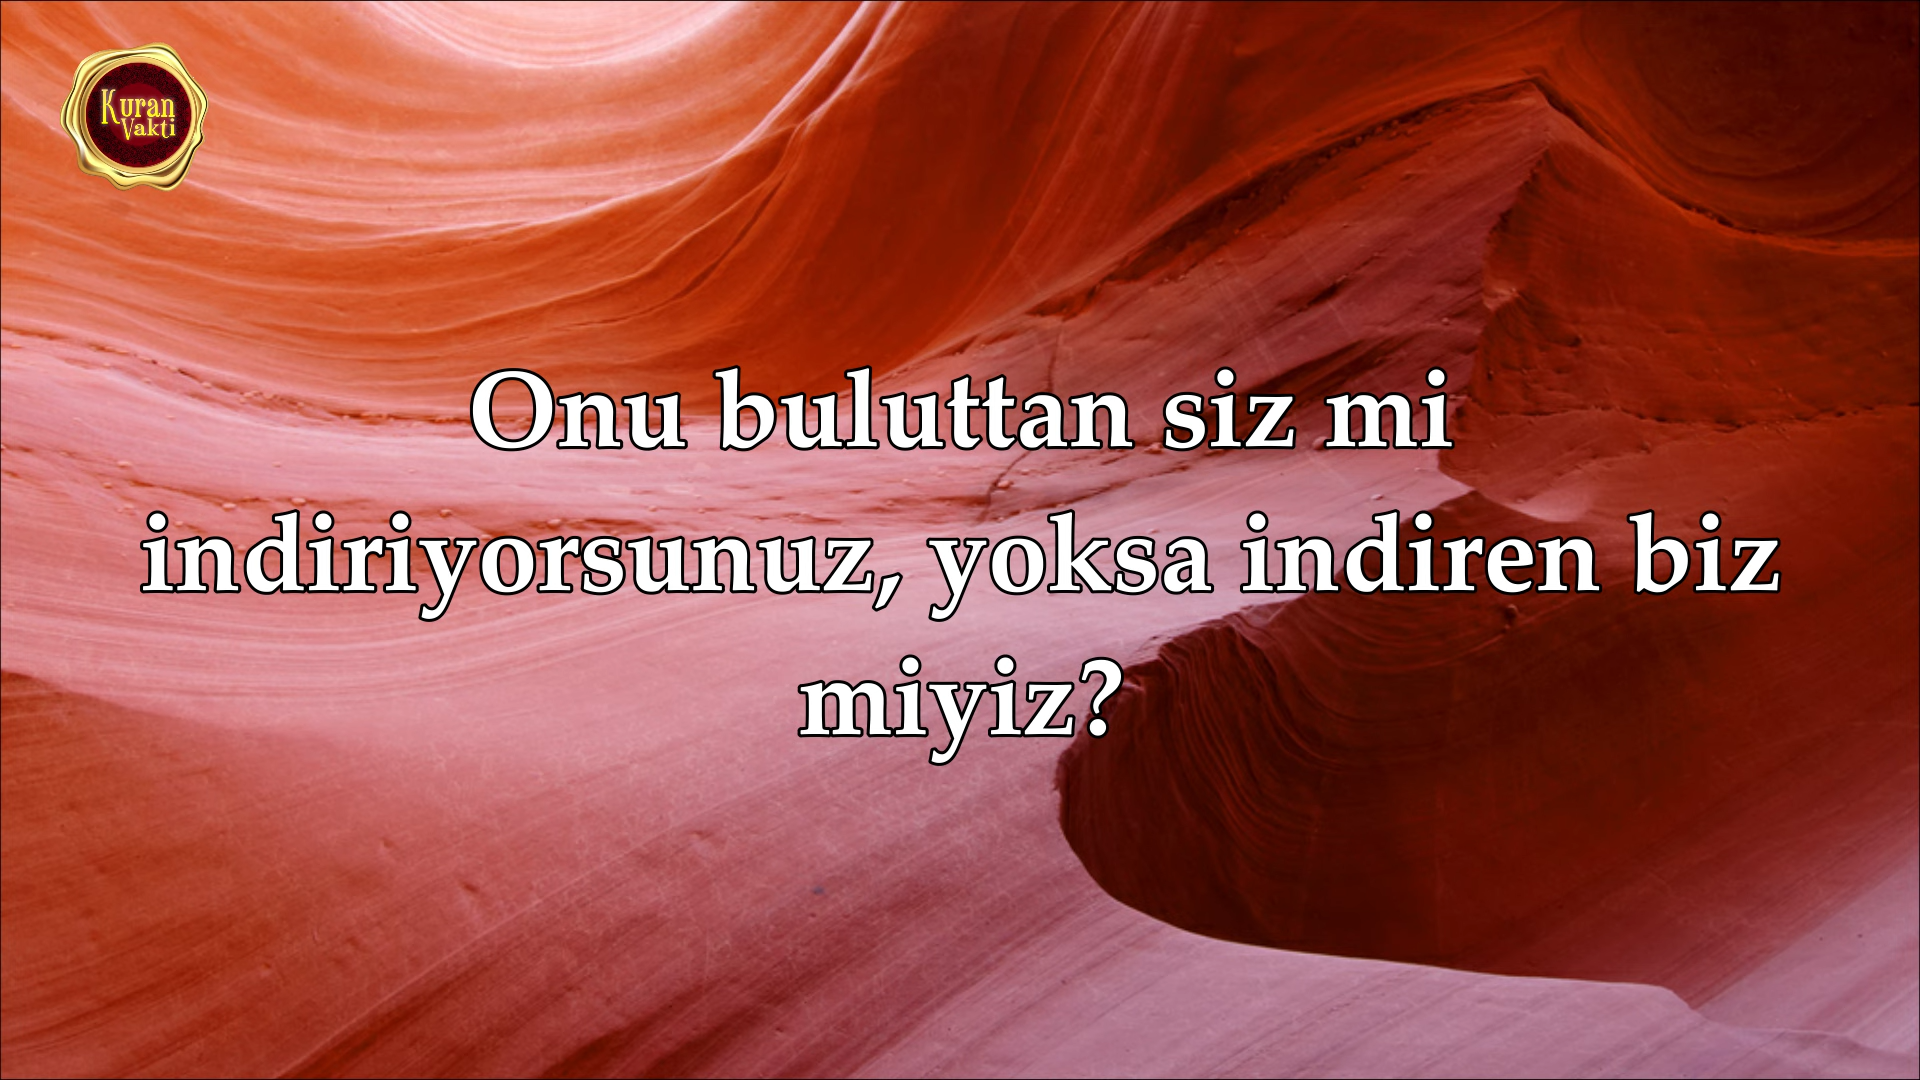 Kuran
Vakti
Onu buluttan siz mi
indiriyorsunuz, yoksa indiren biz
miyiz?